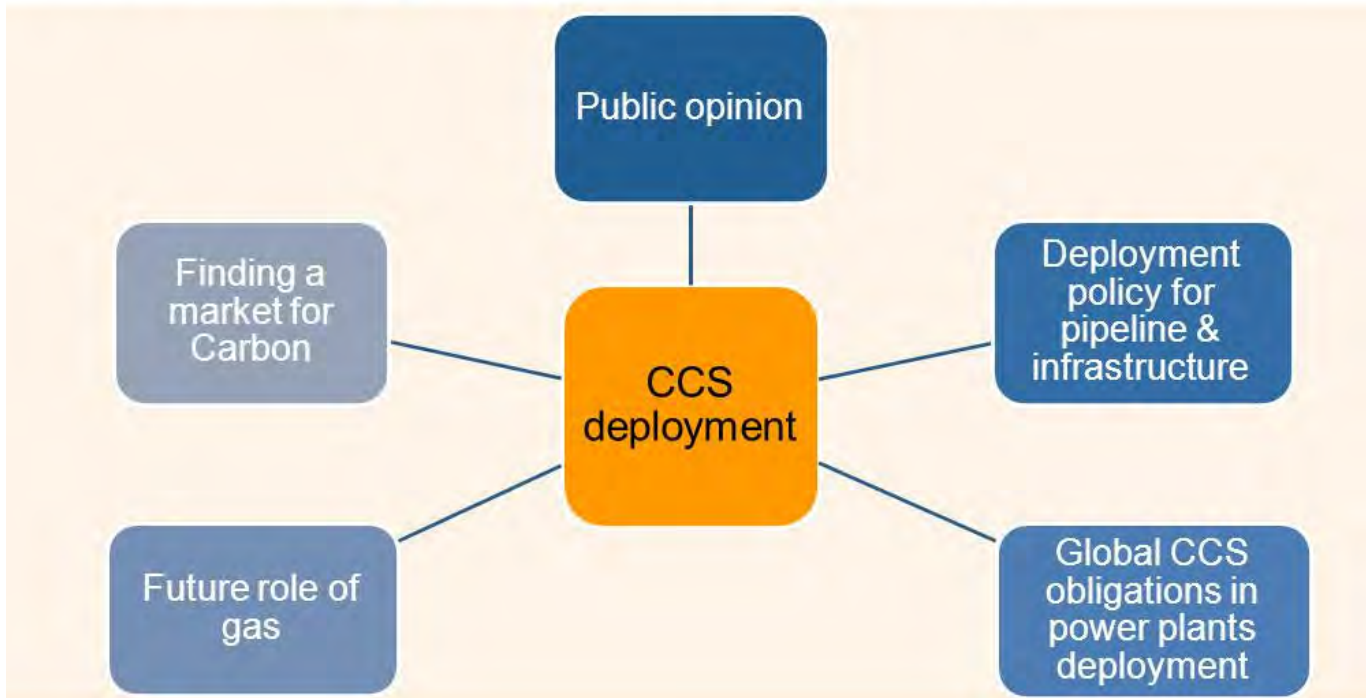 Public opinion
Finding a
market for
Carbon
Deployment
policy for
pipeline &
infrastructure
CCS
deployment
Future role of
gas
Global CCS
obligations in
power plants
deployment